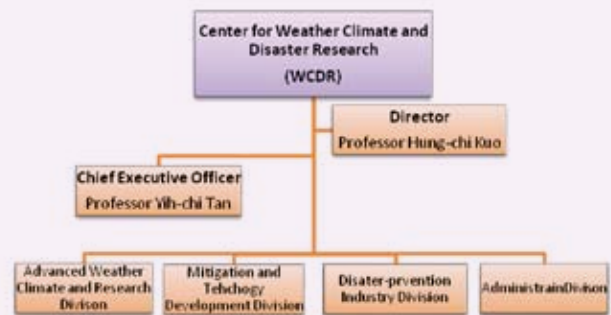 Center for Weather Climate and
Disaster Research
(WCDR)
Director
Professor Hung-chi Kuo
Chief Executive Officer
Professor Yih-chi Tan
Advanced Weather
Climate and Research
Divison
Mitigation and
Tehchogy
Development Division
Disater-prvention
Industry Division
AdministrainDivison